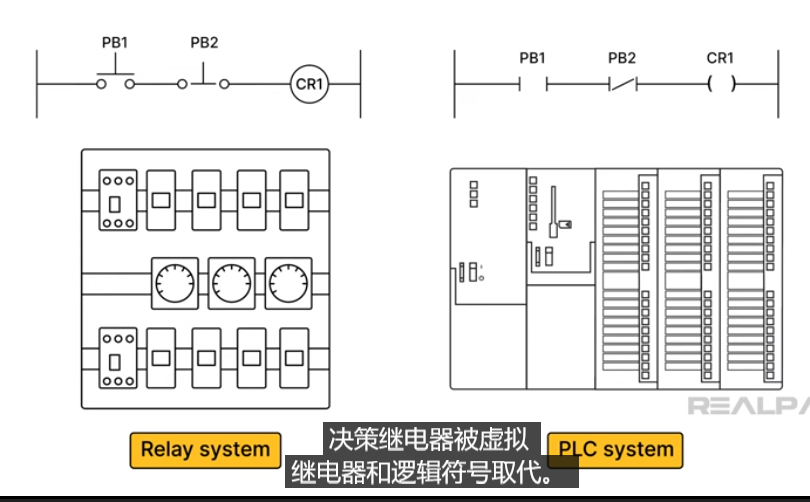 PB1
PB2
CR1
PB1
PB2
CR1
REALPA
Relay system
PLC system
决策继电器被虚拟
继电器和逻辑符号取代。